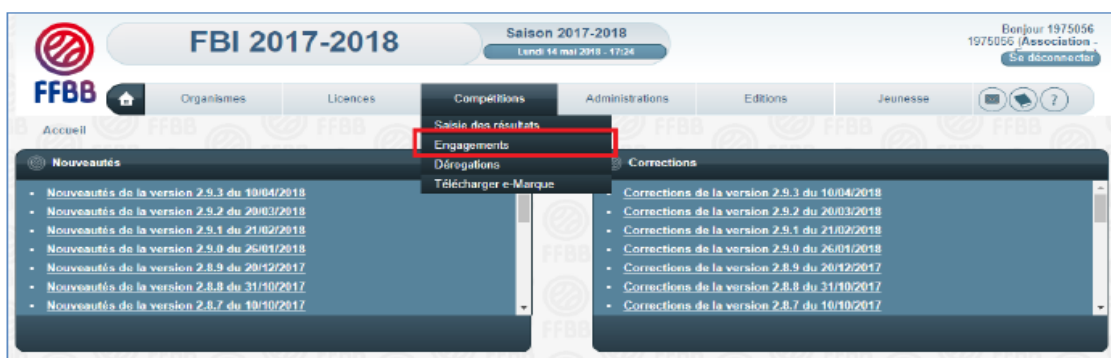 FBI 2017-2018
Saison 2017-2018
Lundi 14 mai 2018 - 17:24
Bonjour 1975056
1975056 (Association -
Se déconnecter
FFBB
Organismes
Licences
Compétitions
Administrations
Editions
Jeunesse
?
Accueil
Saisie des résultats
Engagements
Dérogations
Télécharger e-Marque
Nouveautés
Nouveautés de la version 2.9.3 du 10/04/2018
Nouveautés de la version 2.9.2 du 20/03/2018
Nouveautés de la version 2.9.1 du 21/02/2018
Nouveautés de la version 2.9.0 du 26/01/2018
Nouveautés de la version 2.8.9 du 20/12/2017
Nouveautés de la version 2.8.8 du 31/10/2017
Nouveautés de la version 2.8.7 du 10/10/2017
Corrections
Corrections de la version 2.9.3 du 10/04/2018
Corrections de la version 2.9.2 du 20/03/2018
Corrections de la version 2.9.1 du 21/02/2018
Corrections de la version 2.9.0 du 26/01/2018
Corrections de la version 2.8.9 du 20/12/2017
Corrections de la version 2.8.8 du 31/10/2017
Corrections de la version 2.8.7 du 10/10/2017